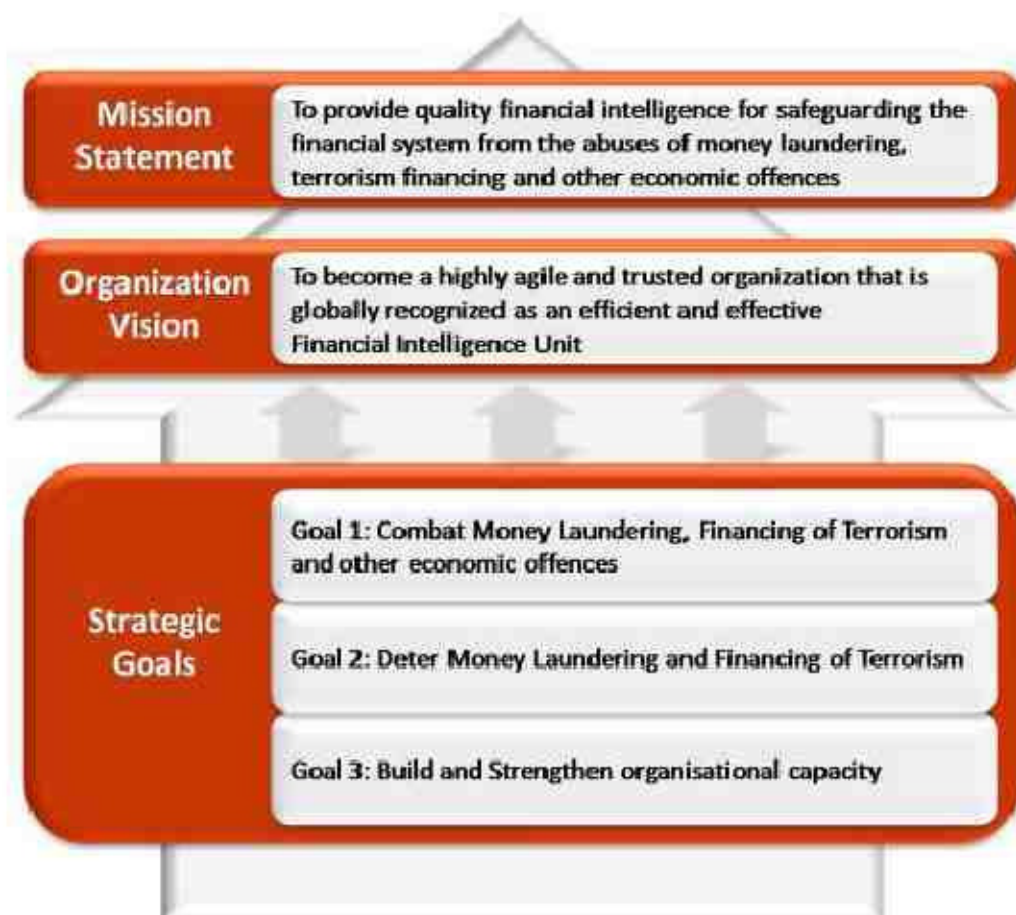 Mission
Statement
To provide quality financial intelligence for safeguarding the
financial system from the abuses of money laundering,
terrorism financing and other economic offences
Organization
Vision
To become a highly agile and trusted organization that is
globally recognized as an efficient and effective
Financial Intelligence Unit
Strategic
Goals
Goal 1: Combat Money Laundering, Financing of Terrorism
and other economic offences
Goal 2: Deter Money Laundering and Financing of Terrorism
Goal 3: Build and Strengthen organisational capacity